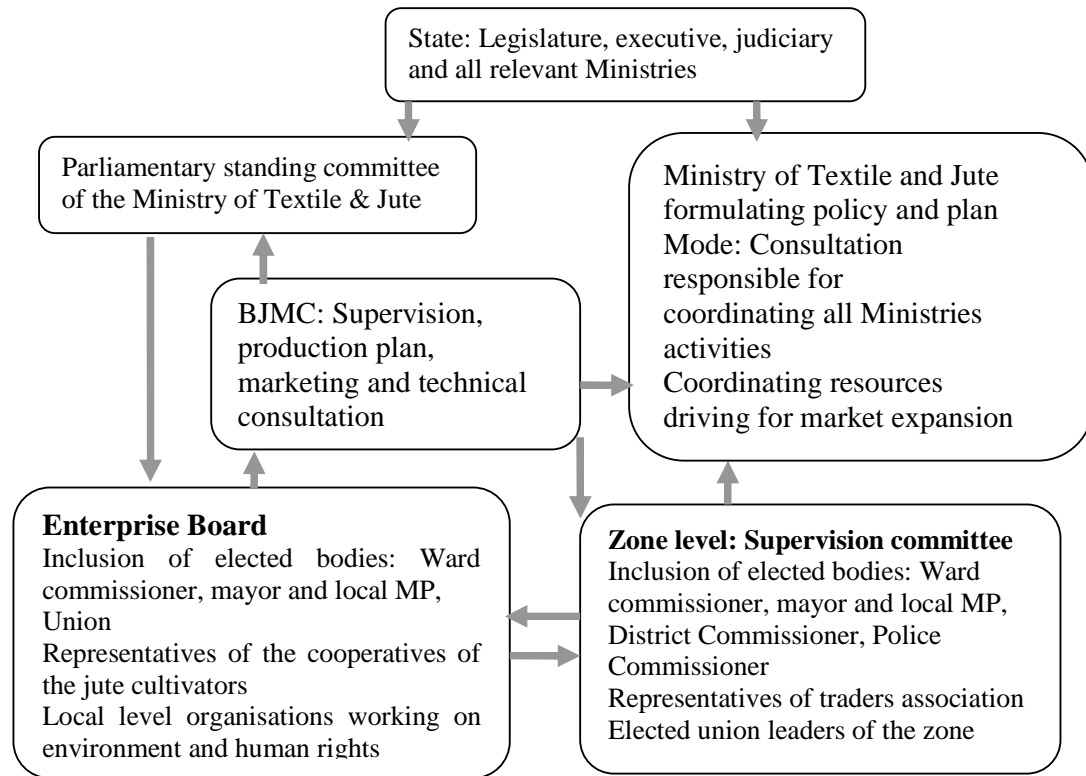 State: Legislature, executive, judiciary
and all relevant Ministries
Parliamentary standing committee
of the Ministry of Textile & Jute
Ministry of Textile and Jute
formulating policy and plan
Mode: Consultation
responsible for
coordinating all Ministries
activities
Coordinating resources
driving for market expansion
BJMC: Supervision,
production plan,
marketing and technical
consultation
Enterprise Board
Inclusion of elected bodies: Ward
commissioner, mayor and local MP,
Union
Representatives of the cooperatives of
the jute cultivators
Local level organisations working on
environment and human rights
Zone level: Supervision committee
Inclusion of elected bodies: Ward
commissioner, mayor and local MP,
District Commissioner, Police
Commissioner
Representatives of traders association
Elected union leaders of the zone